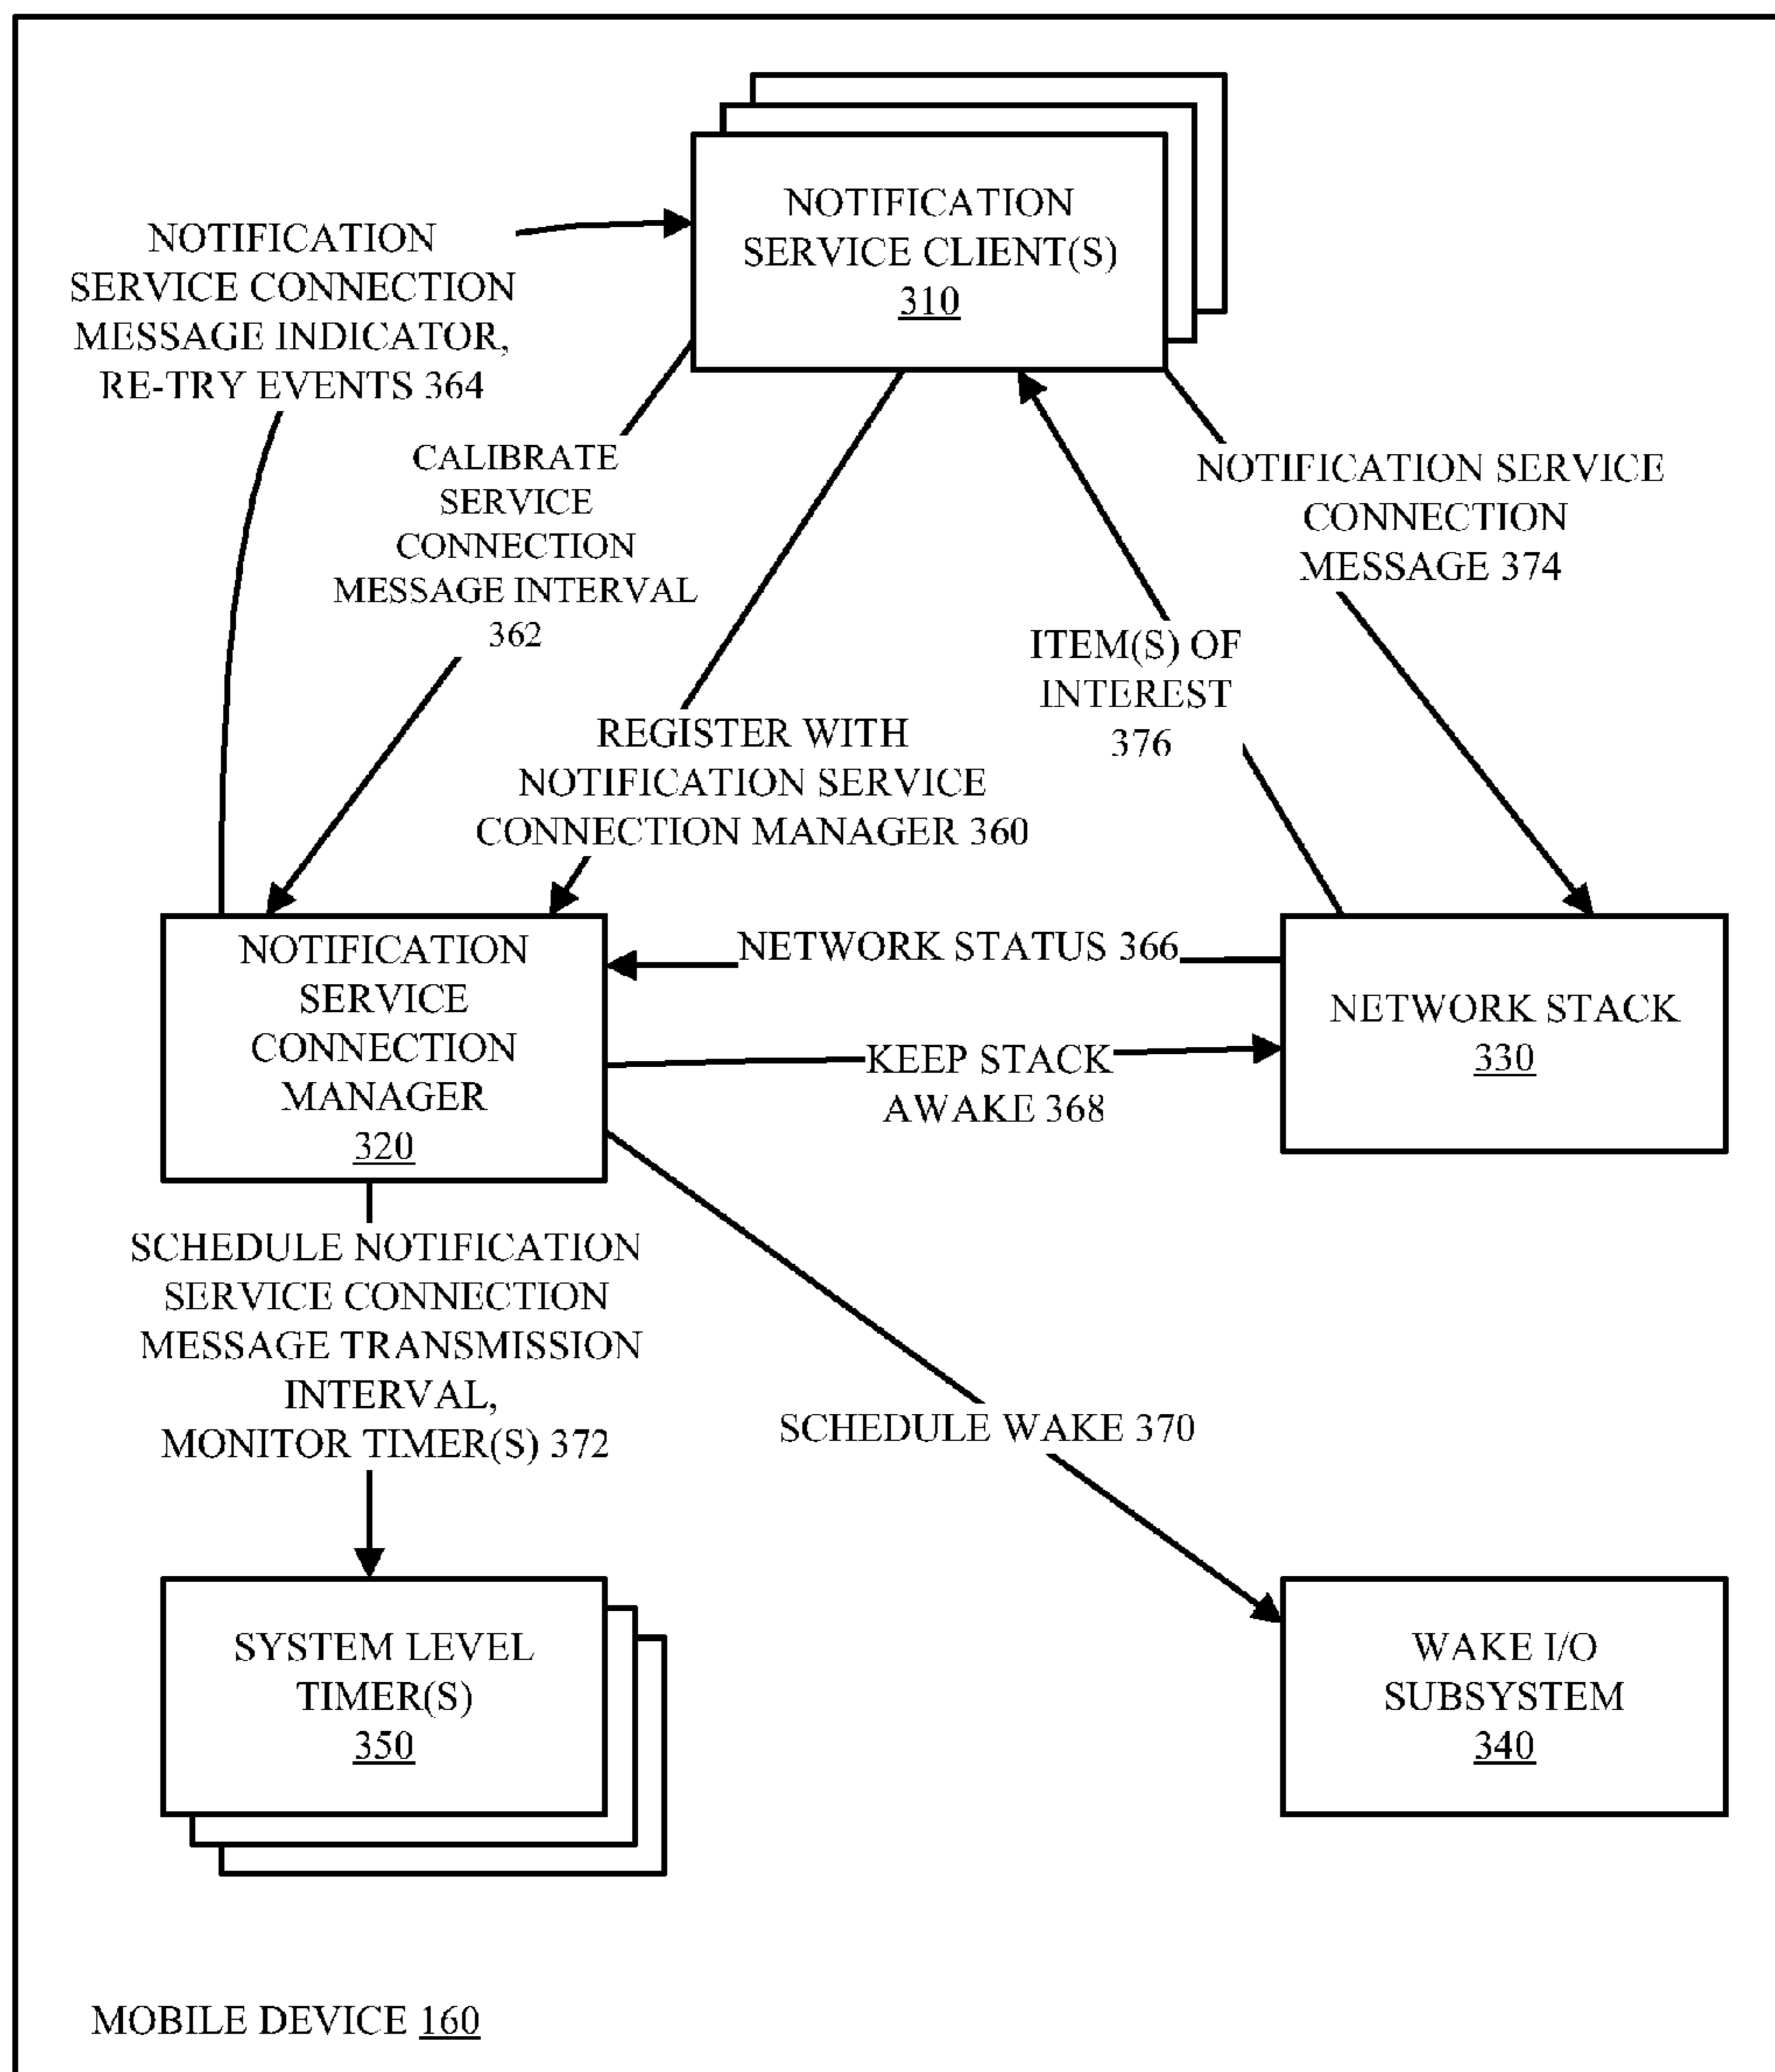 NOTIFICATION
SERVICE CLIENT(S)
310
NOTIFICATION
SERVICE CONNECTION
MESSAGE INDICATOR,
RE-TRY EVENTS 364
CALIBRATE
SERVICE
CONNECTION
MESSAGE INTERVAL
362
NOTIFICATION SERVICE
CONNECTION
MESSAGE 374
ITEM(S) OF
INTEREST
376
REGISTER WITH
NOTIFICATION SERVICE
CONNECTION MANAGER 360
NOTIFICATION
SERVICE
CONNECTION
MANAGER
320
NETWORK STATUS 366
KEEP STACK
AWAKE 368
NETWORK STACK
330
SCHEDULE NOTIFICATION
SERVICE CONNECTION
MESSAGE TRANSMISSION
INTERVAL,
MONITOR TIMER(S) 372
SCHEDULE WAKE 370
SYSTEM LEVEL
TIMER(S)
350
WAKE I/O
SUBSYSTEM
340
MOBILE DEVICE 160